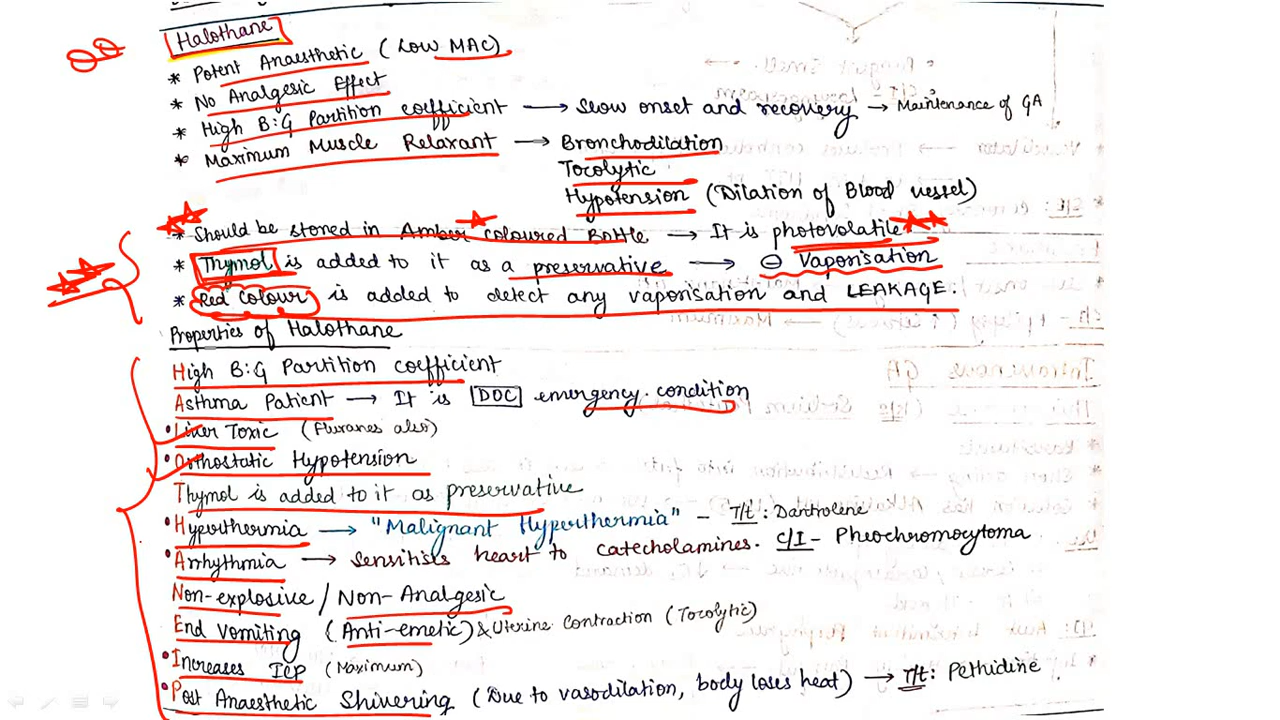 Halothane
* Potent Anaesthetic (Low MAC)
* No Analgesic Effect
* High B:G Partition coefficient → Slow onset and recovery → Maintenance of GA
* Maximum Muscle Relaxant → Bronchodilation
Tocolytic
Hypotension (Dilation of Blood vessel)
* Should be stored in Amber coloured Bottle → It is photovolatile
* Thymol is added to it as a preservative → ⊖ Vaporisation
* Red colour is added to detect any vaporisation and LEAKAGE.
Properties of Halothane
High B:G Partition coefficient
Asthma Patient → It is DOC emergency condition
• Liver Toxic (Fluranes also)
• Orthostatic Hypotension
Thymol is added to it as preservative
• Hyperthermia → "Malignant Hyperthermia" - T/t: Dantrolene
• Arrhythmia → Sensitises heart to catecholamines. C/I - Pheochromocytoma
Non-explosive / Non-Analgesic
End vomiting (Anti-emetic) & Uterine Contraction (Tocolytic)
• Increases ICP (Maximum)
• Post Anaesthetic Shivering (Due to vasodilation, body loses heat) → T/t: Pethidine